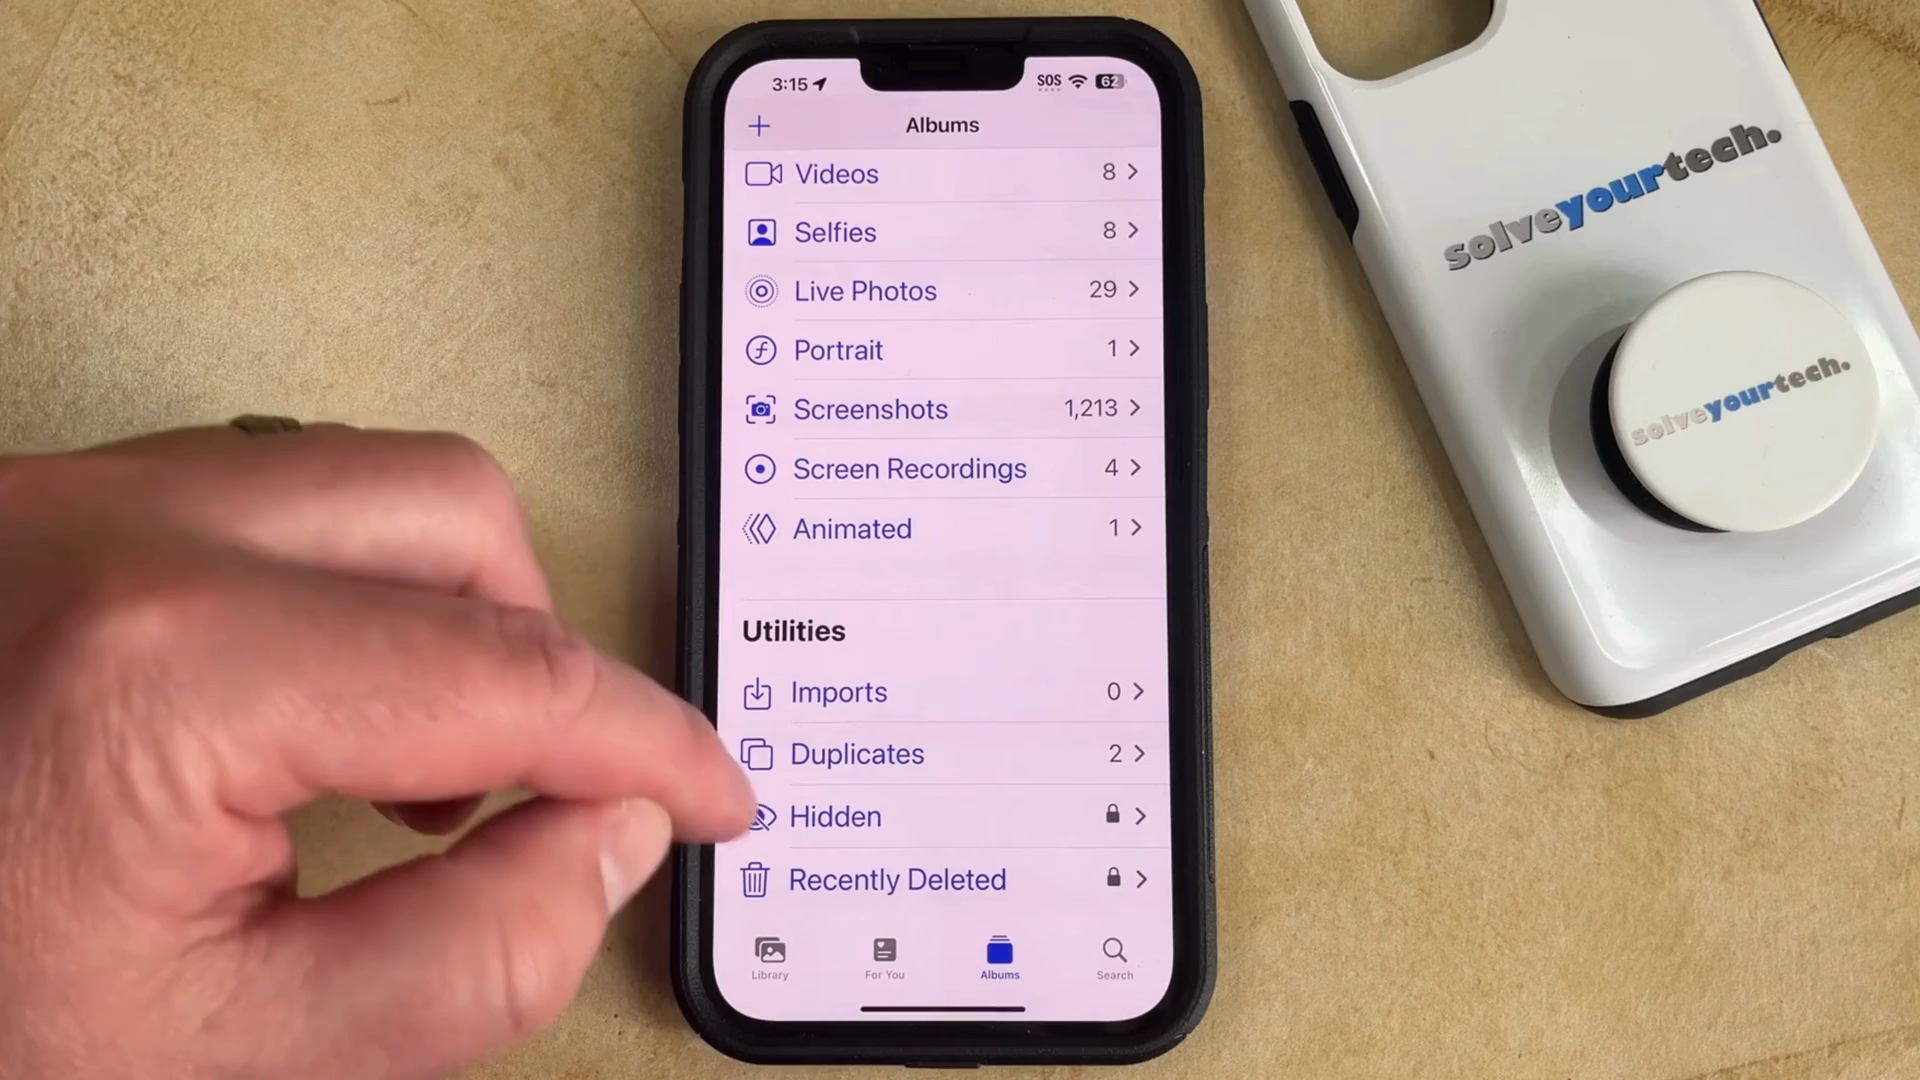 3:15 SOS 62
Albums
Videos 8
Selfies 8
Live Photos 29
Portrait 1
Screenshots 1,213
Screen Recordings 4
Animated 1
Utilities
Imports 0
Duplicates 2
Hidden
Recently Deleted
Library For You Albums Search
solveyourtech.
solveyourtech.